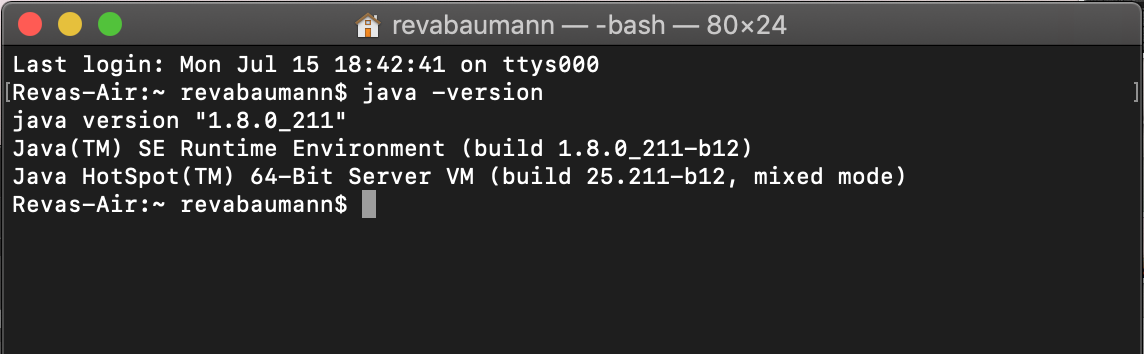 revabaumann — -bash — 80×24
Last login: Mon Jul 15 18:42:41 on ttys000
[Revas-Air:~ revabaumann$ java -version]
java version "1.8.0_211"
Java(TM) SE Runtime Environment (build 1.8.0_211-b12)
Java HotSpot(TM) 64-Bit Server VM (build 25.211-b12, mixed mode)
Revas-Air:~ revabaumann$